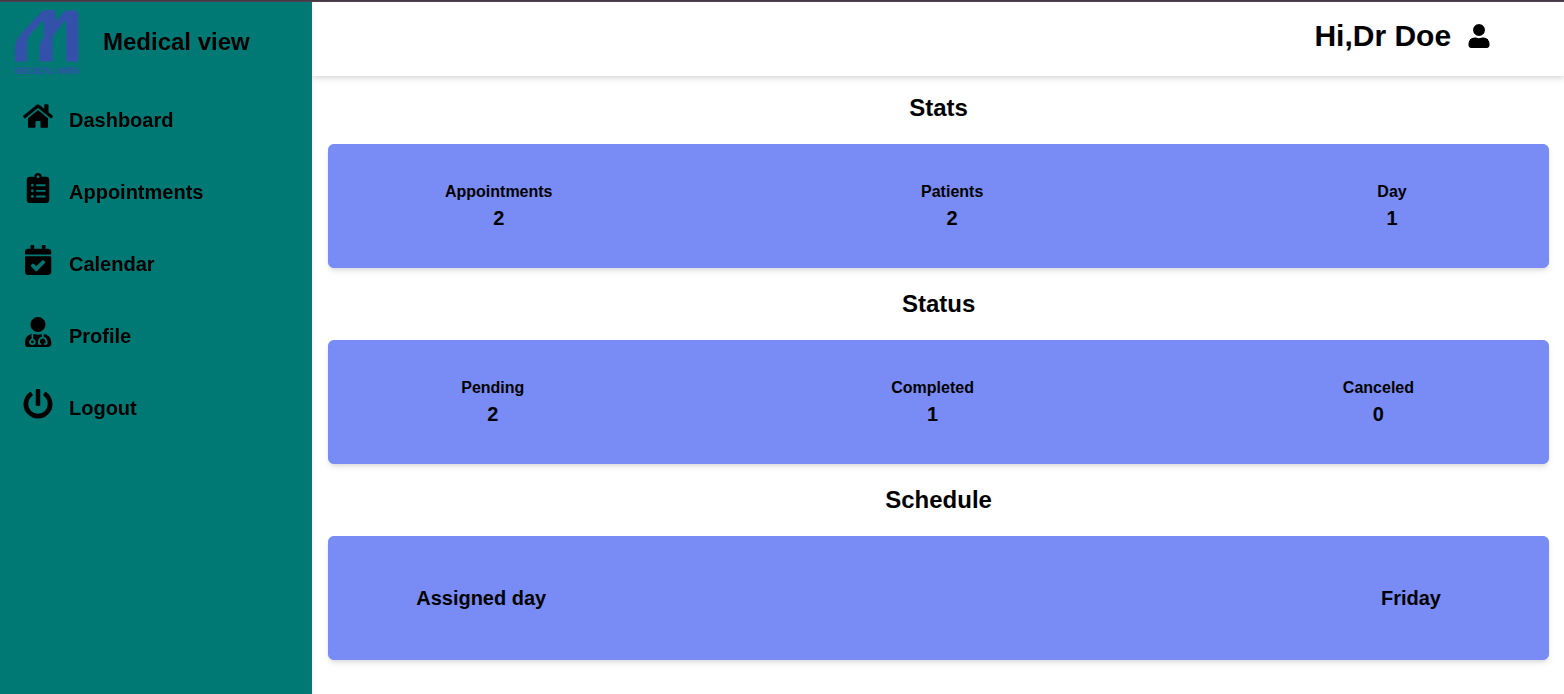 Medical view
Hi,Dr Doe
Dashboard
Appointments
Calendar
Profile
Logout
Stats
Appointments Patients Day
2 2 1
Status
Pending Completed Canceled
2 1 0
Schedule
Assigned day Friday